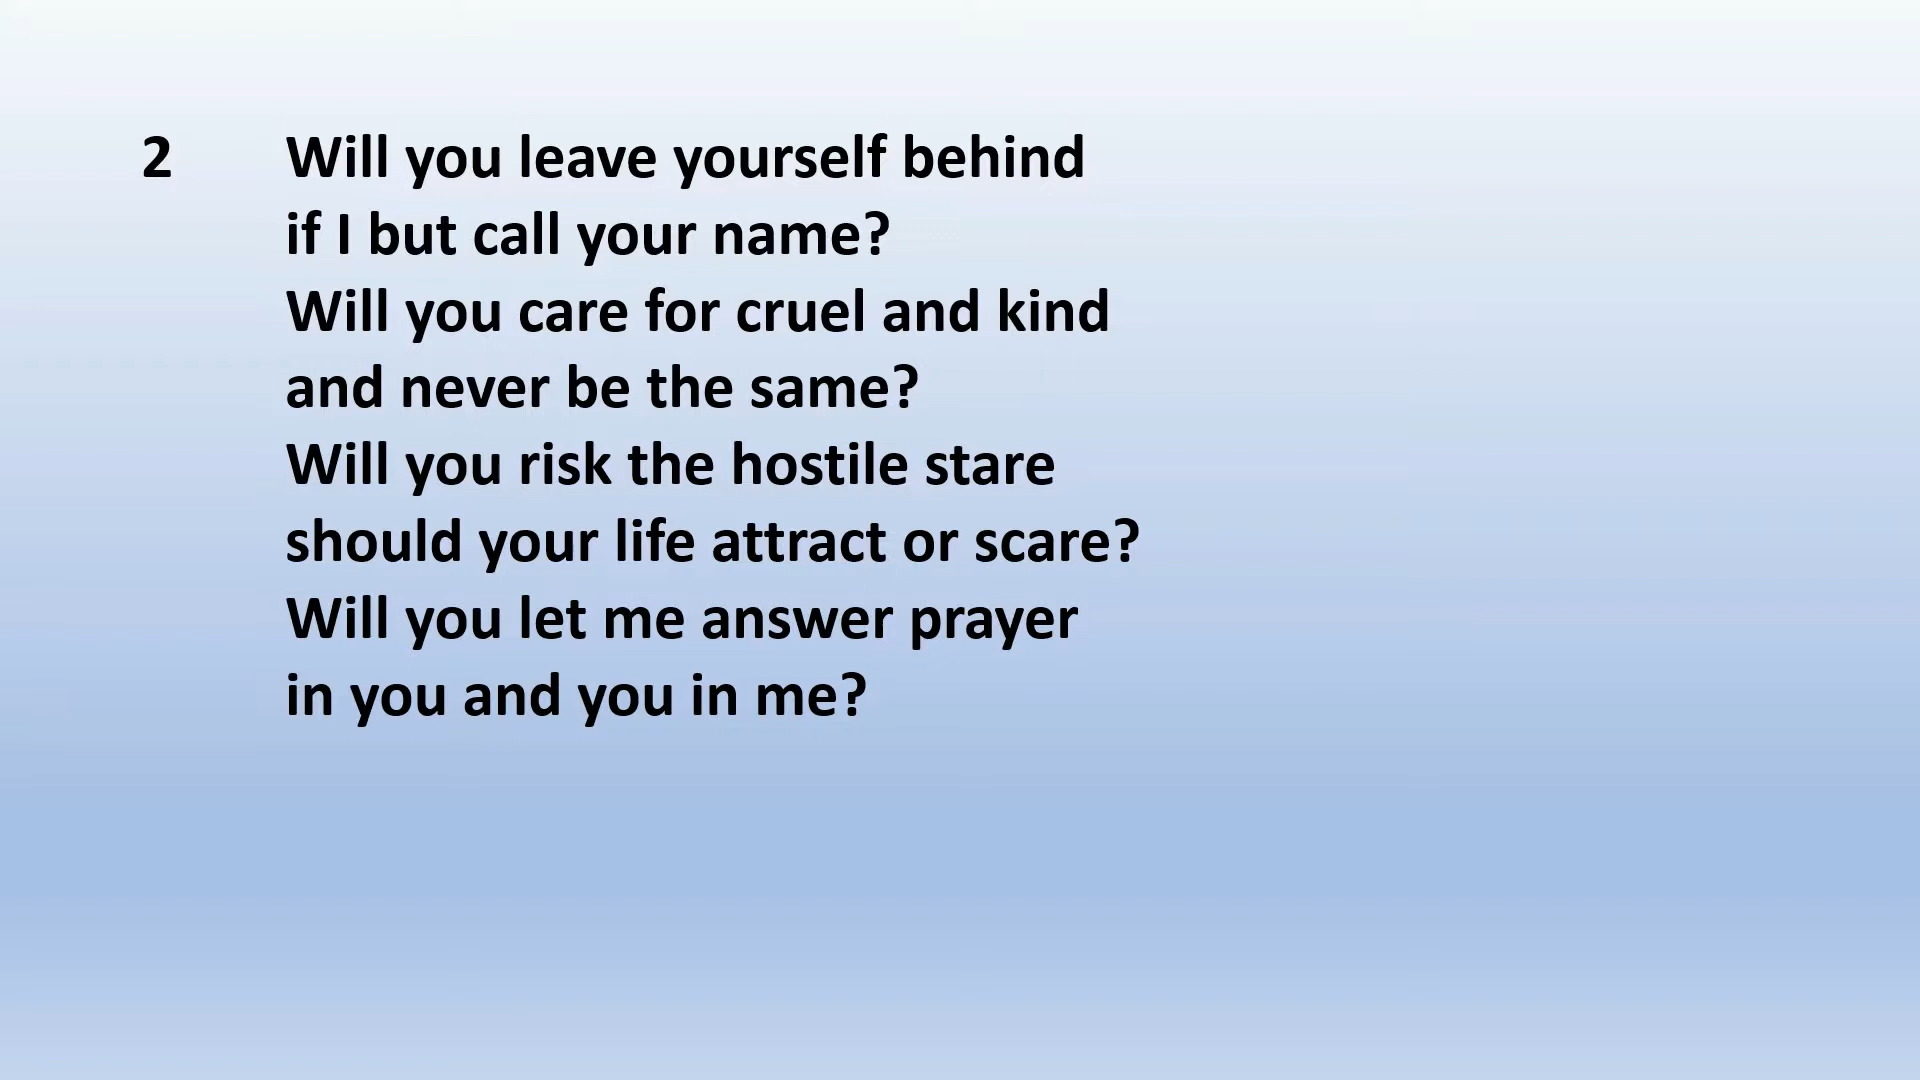 2 Will you leave yourself behind
if I but call your name?
Will you care for cruel and kind
and never be the same?
Will you risk the hostile stare
should your life attract or scare?
Will you let me answer prayer
in you and you in me?